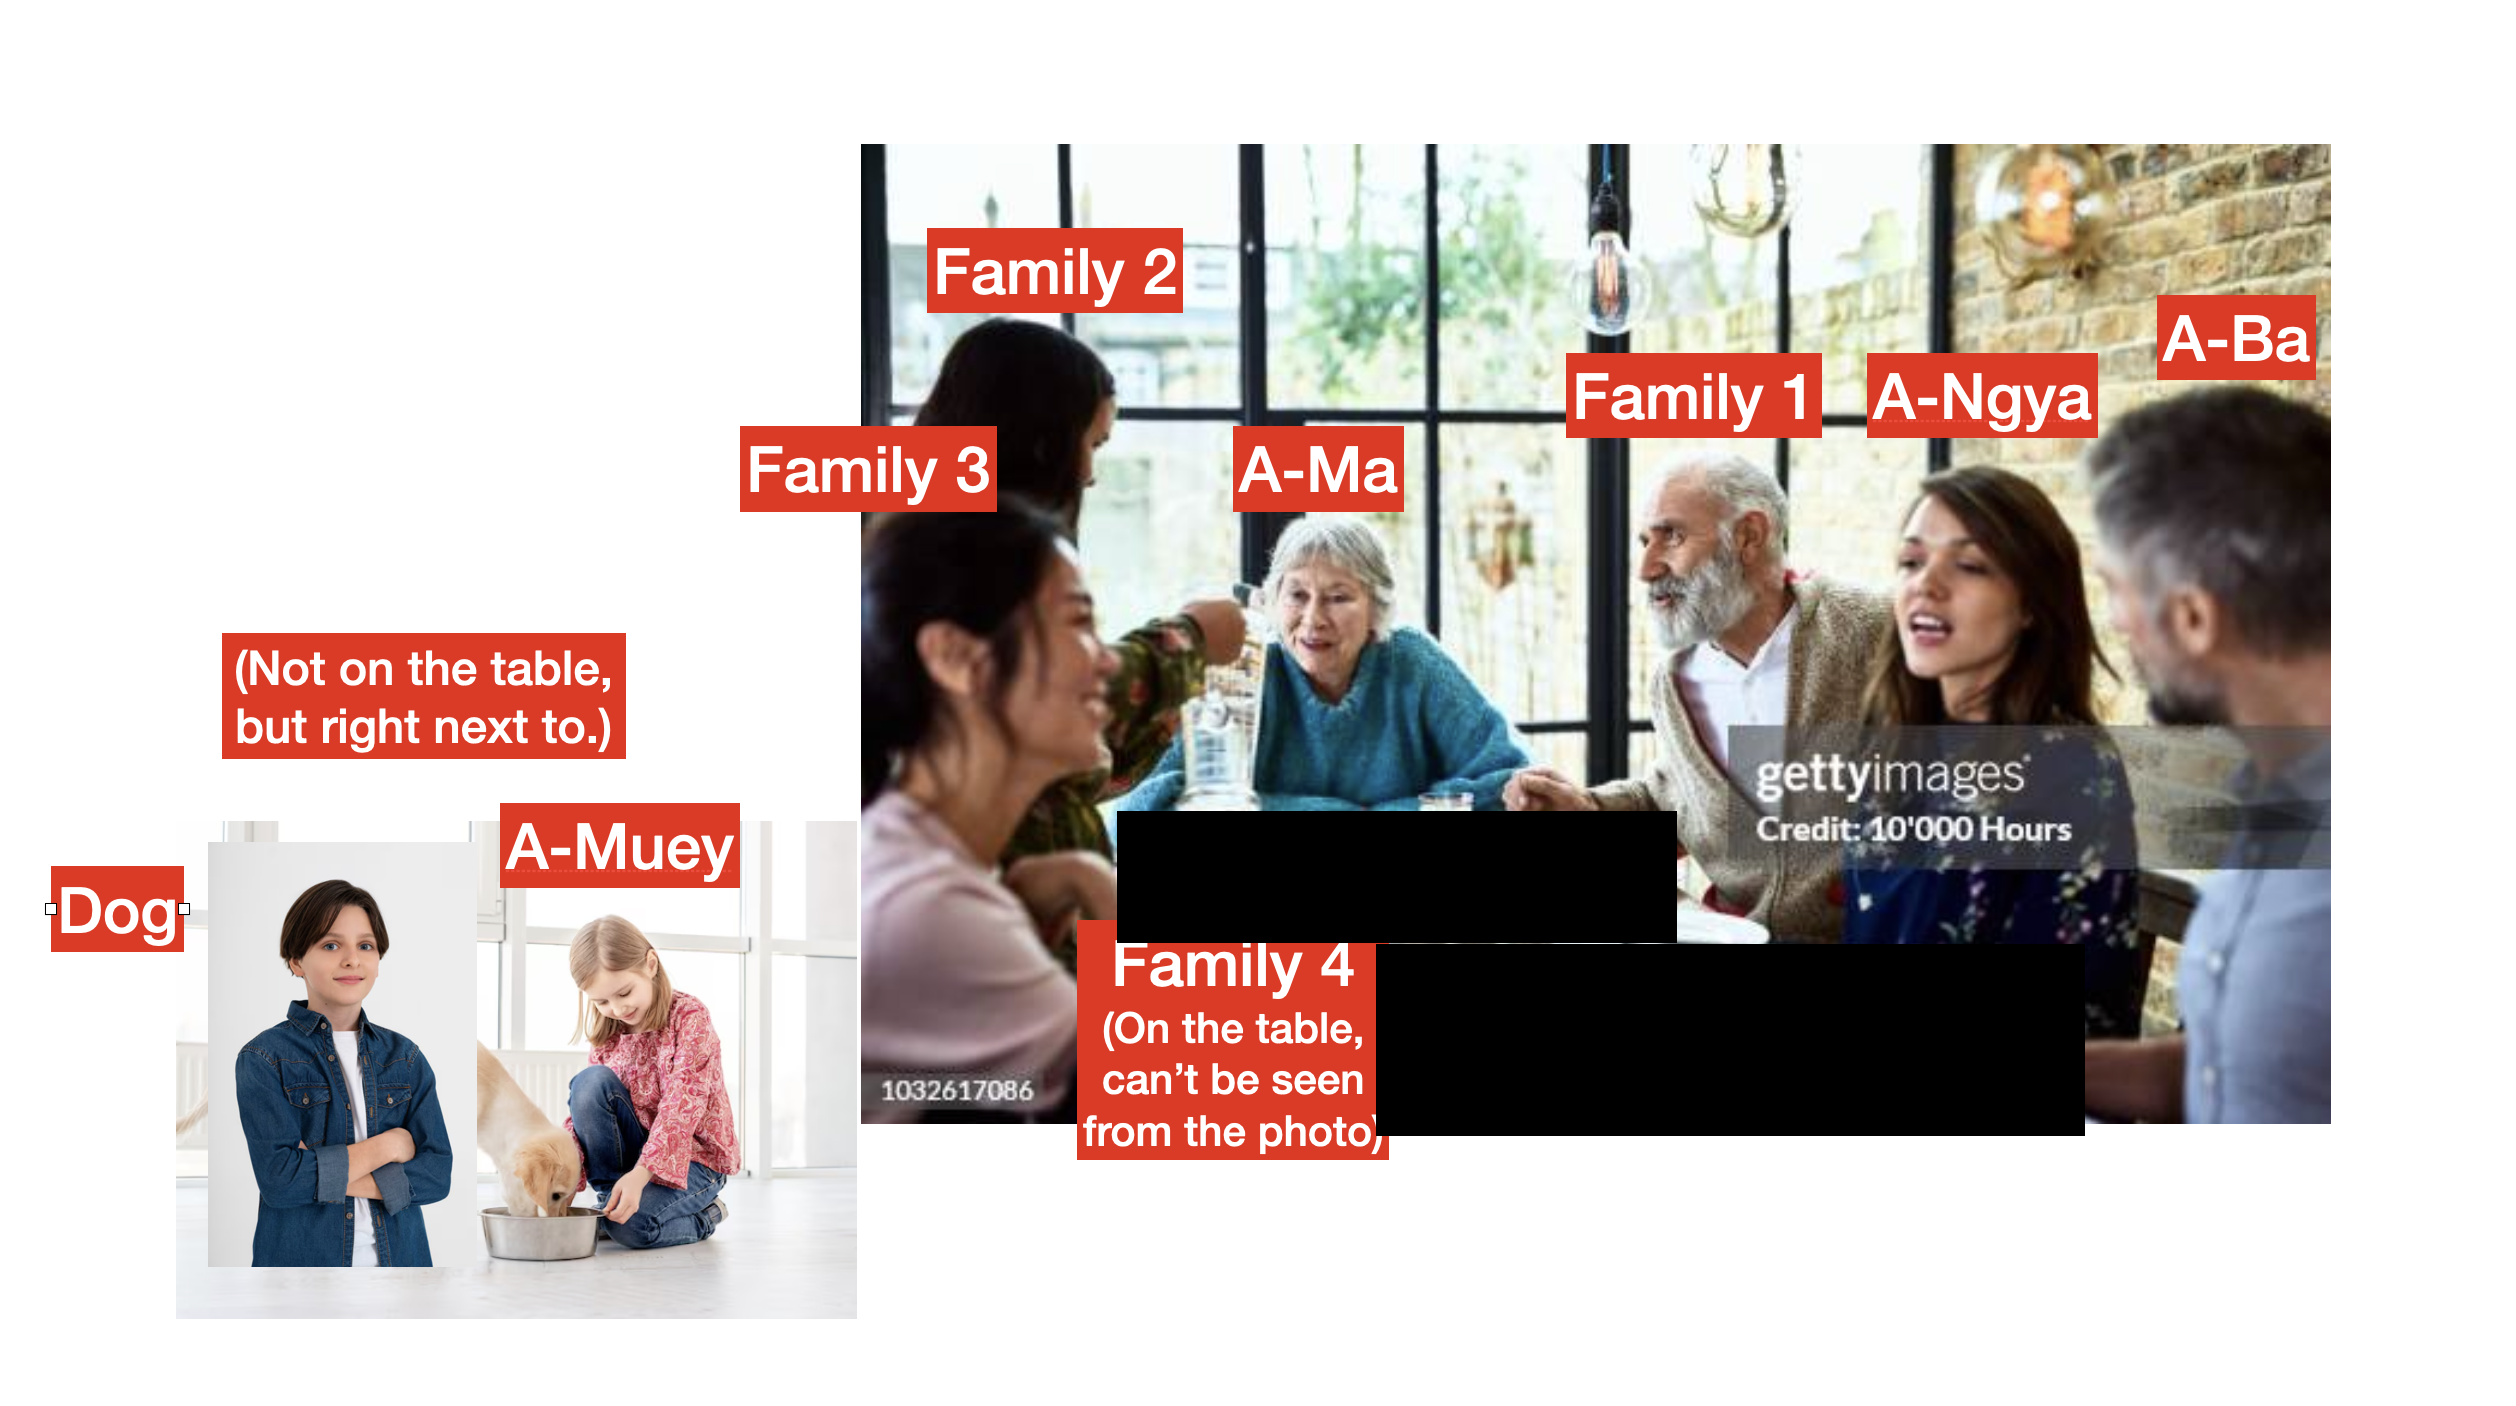 Family 2
A-Ba
Family 1
A-Ngya
Family 3
A-Ma
(Not on the table,
but right next to.)
gettyimages
Credit: 10'000 Hours
A-Muey
Dog
Family 4
(On the table,
can't be seen
from the photo)
1032617086